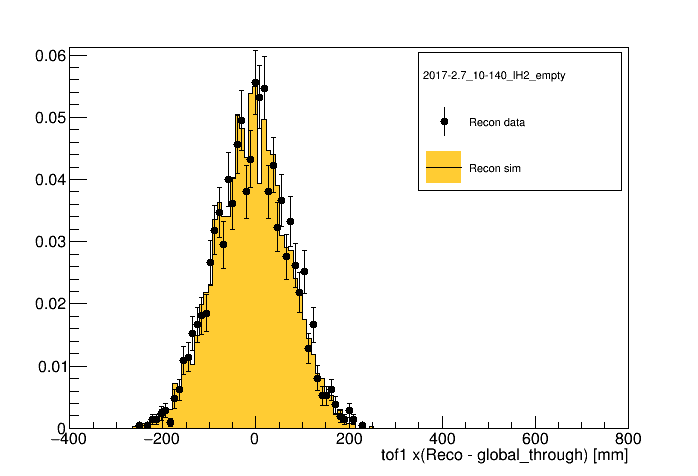 2017-2.7_10-140_lH2_empty
Recon data
Recon sim
0.06
0.05
0.04
0.03
0.02
0.01
0
−400 −200 0 200 400 600 800
tof1 x(Reco - global_through) [mm]